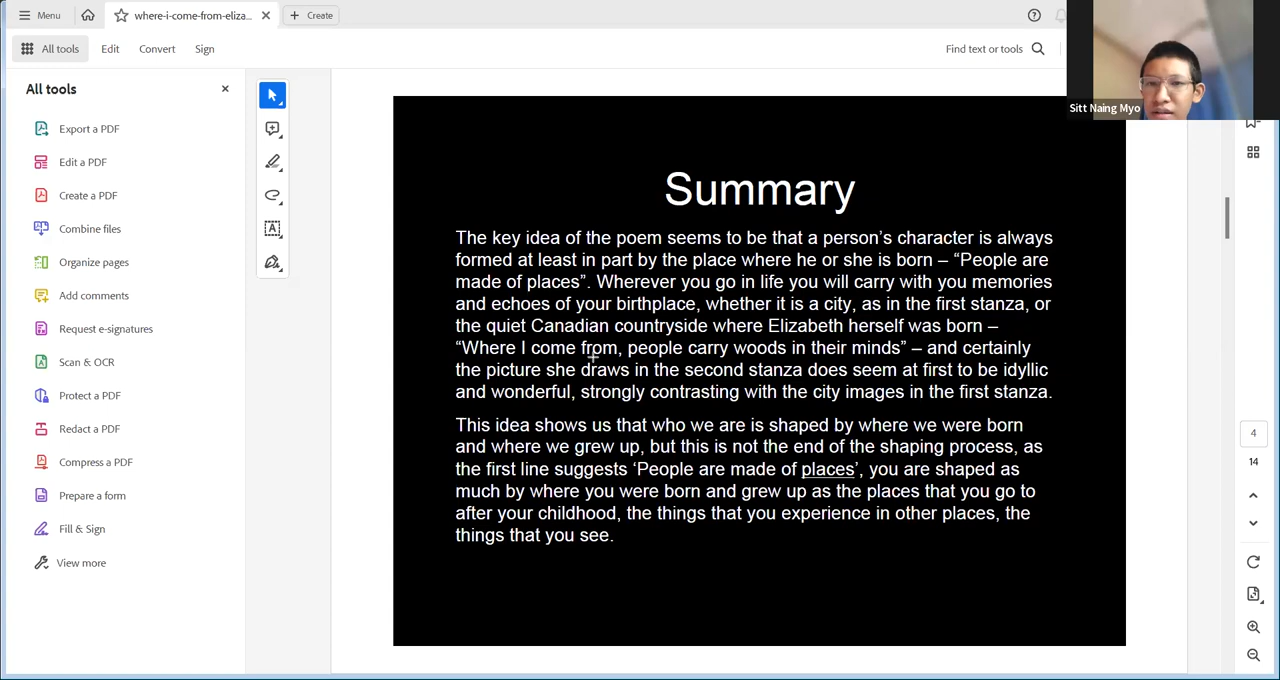 Menu
where-i-come-from-eliza...
Create
All tools
Edit
Convert
Sign
Find text or tools
Sitt Naing Myo
All tools
Export a PDF
Edit a PDF
Create a PDF
Combine files
Organize pages
Add comments
Request e-signatures
Scan & OCR
Protect a PDF
Redact a PDF
Compress a PDF
Prepare a form
Fill & Sign
View more
Summary
The key idea of the poem seems to be that a person's character is always
formed at least in part by the place where he or she is born – “People are
made of places”. Wherever you go in life you will carry with you memories
and echoes of your birthplace, whether it is a city, as in the first stanza, or
the quiet Canadian countryside where Elizabeth herself was born –
“Where I come from, people carry woods in their minds” – and certainly
the picture she draws in the second stanza does seem at first to be idyllic
and wonderful, strongly contrasting with the city images in the first stanza.
This idea shows us that who we are is shaped by where we were born
and where we grew up, but this is not the end of the shaping process, as
the first line suggests ‘People are made of places’, you are shaped as
much by where you were born and grew up as the places that you go to
after your childhood, the things that you experience in other places, the
things that you see.
4
14